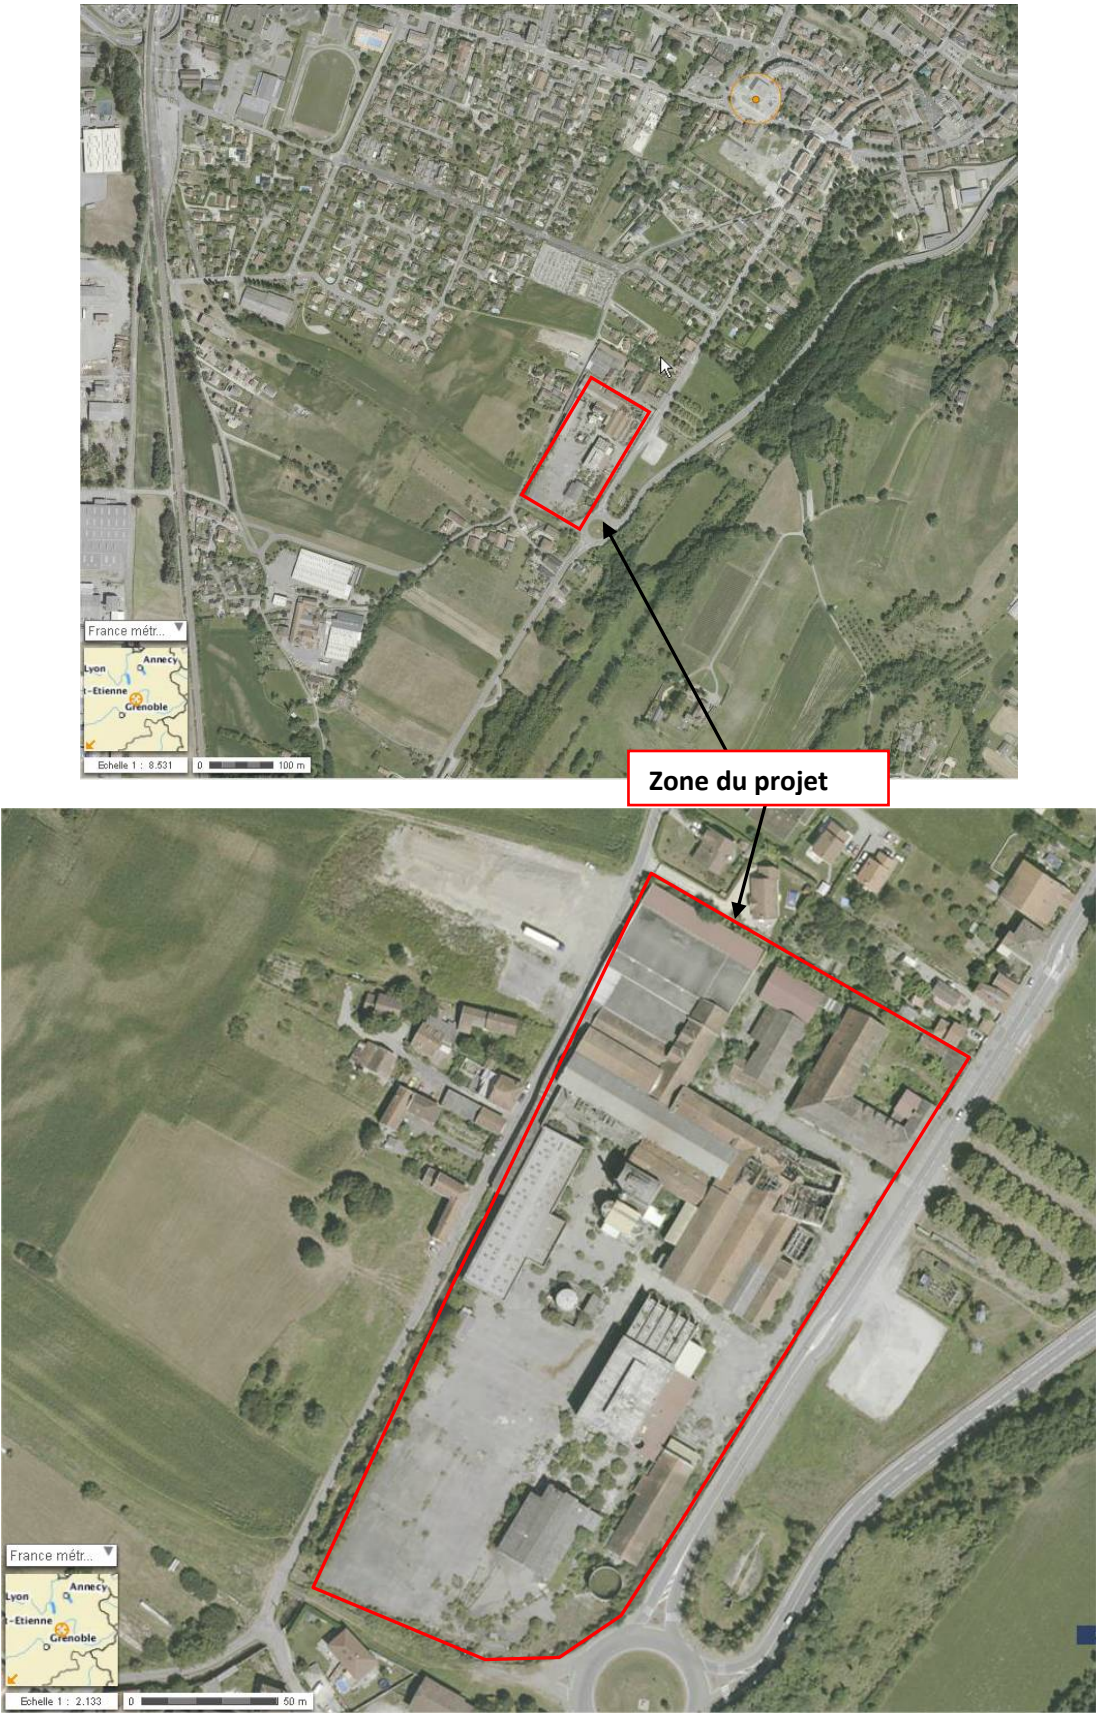 France métr...
Annecy
Lyon
t-Etienne
Grenoble
Echelle 1 : 8.531
0 100 m
Zone du projet
France métr...
Annecy
Lyon
t-Etienne
Grenoble
Echelle 1 : 2.133
0 50 m